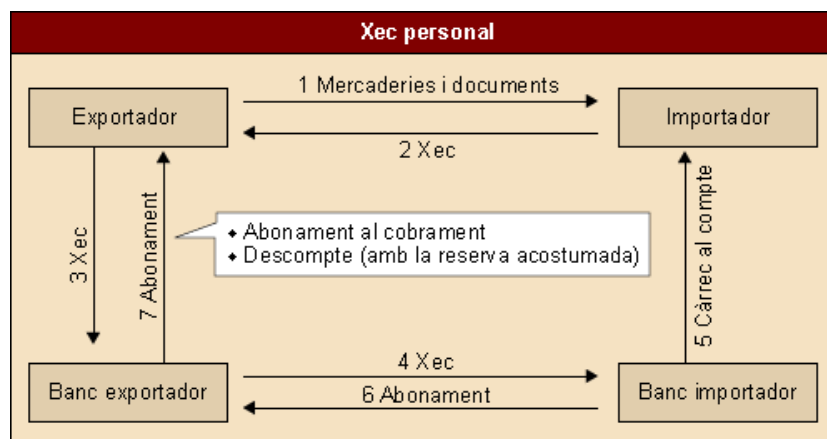 Xec personal
1 Mercaderies i documents
Exportador
Importador
2 Xec
3 Xec
7 Abonament
• Abonament al cobrament
• Descompte (amb la reserva acostumada)
5 Càrrec al compte
4 Xec
Banc exportador
Banc importador
6 Abonament